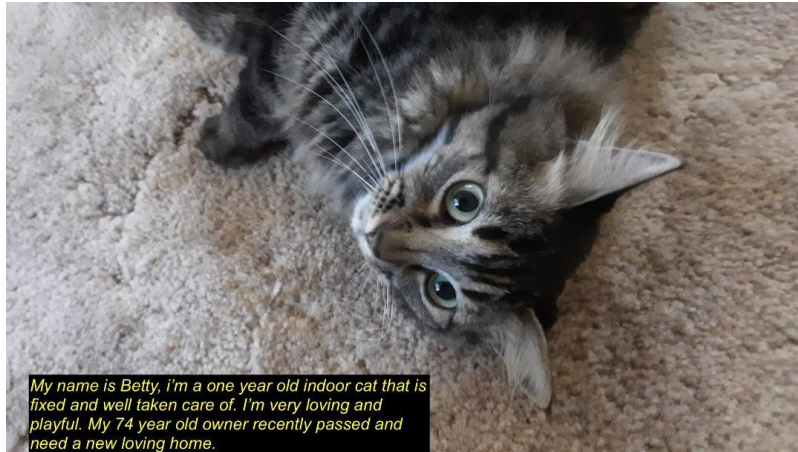 My name is Betty, i'm a one year old indoor cat that is
fixed and well taken care of. I'm very loving and
playful. My 74 year old owner recently passed and
need a new loving home.